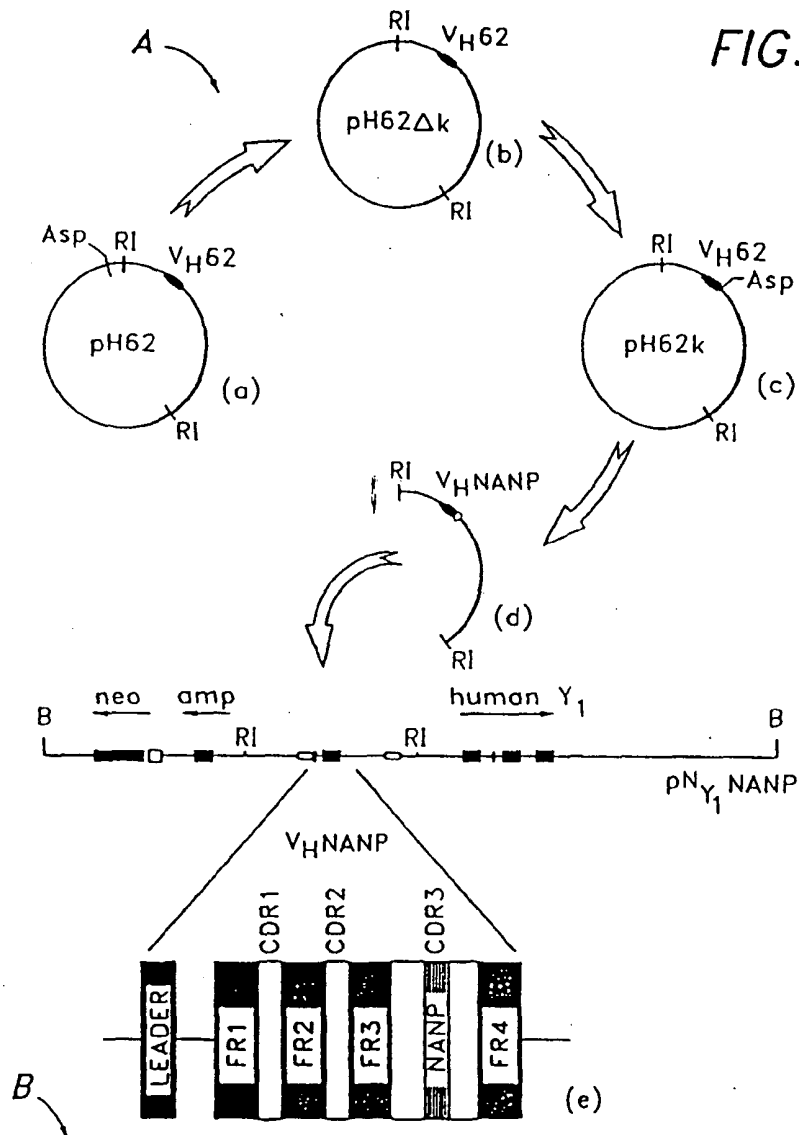 A
FIG.
RI
VH62
pH62Δk
(b)
RI
Asp
RI
VH62
pH62
(a)
RI
RI
VH62
Asp
pH62k
(c)
RI
RI
VHNANP
(d)
RI
B
neo
amp
RI
RI
human γ1
B
pNγ1NANP
VHNANP
CDR1
CDR2
CDR3
LEADER
FR1
FR2
FR3
NANP
FR4
(e)
B